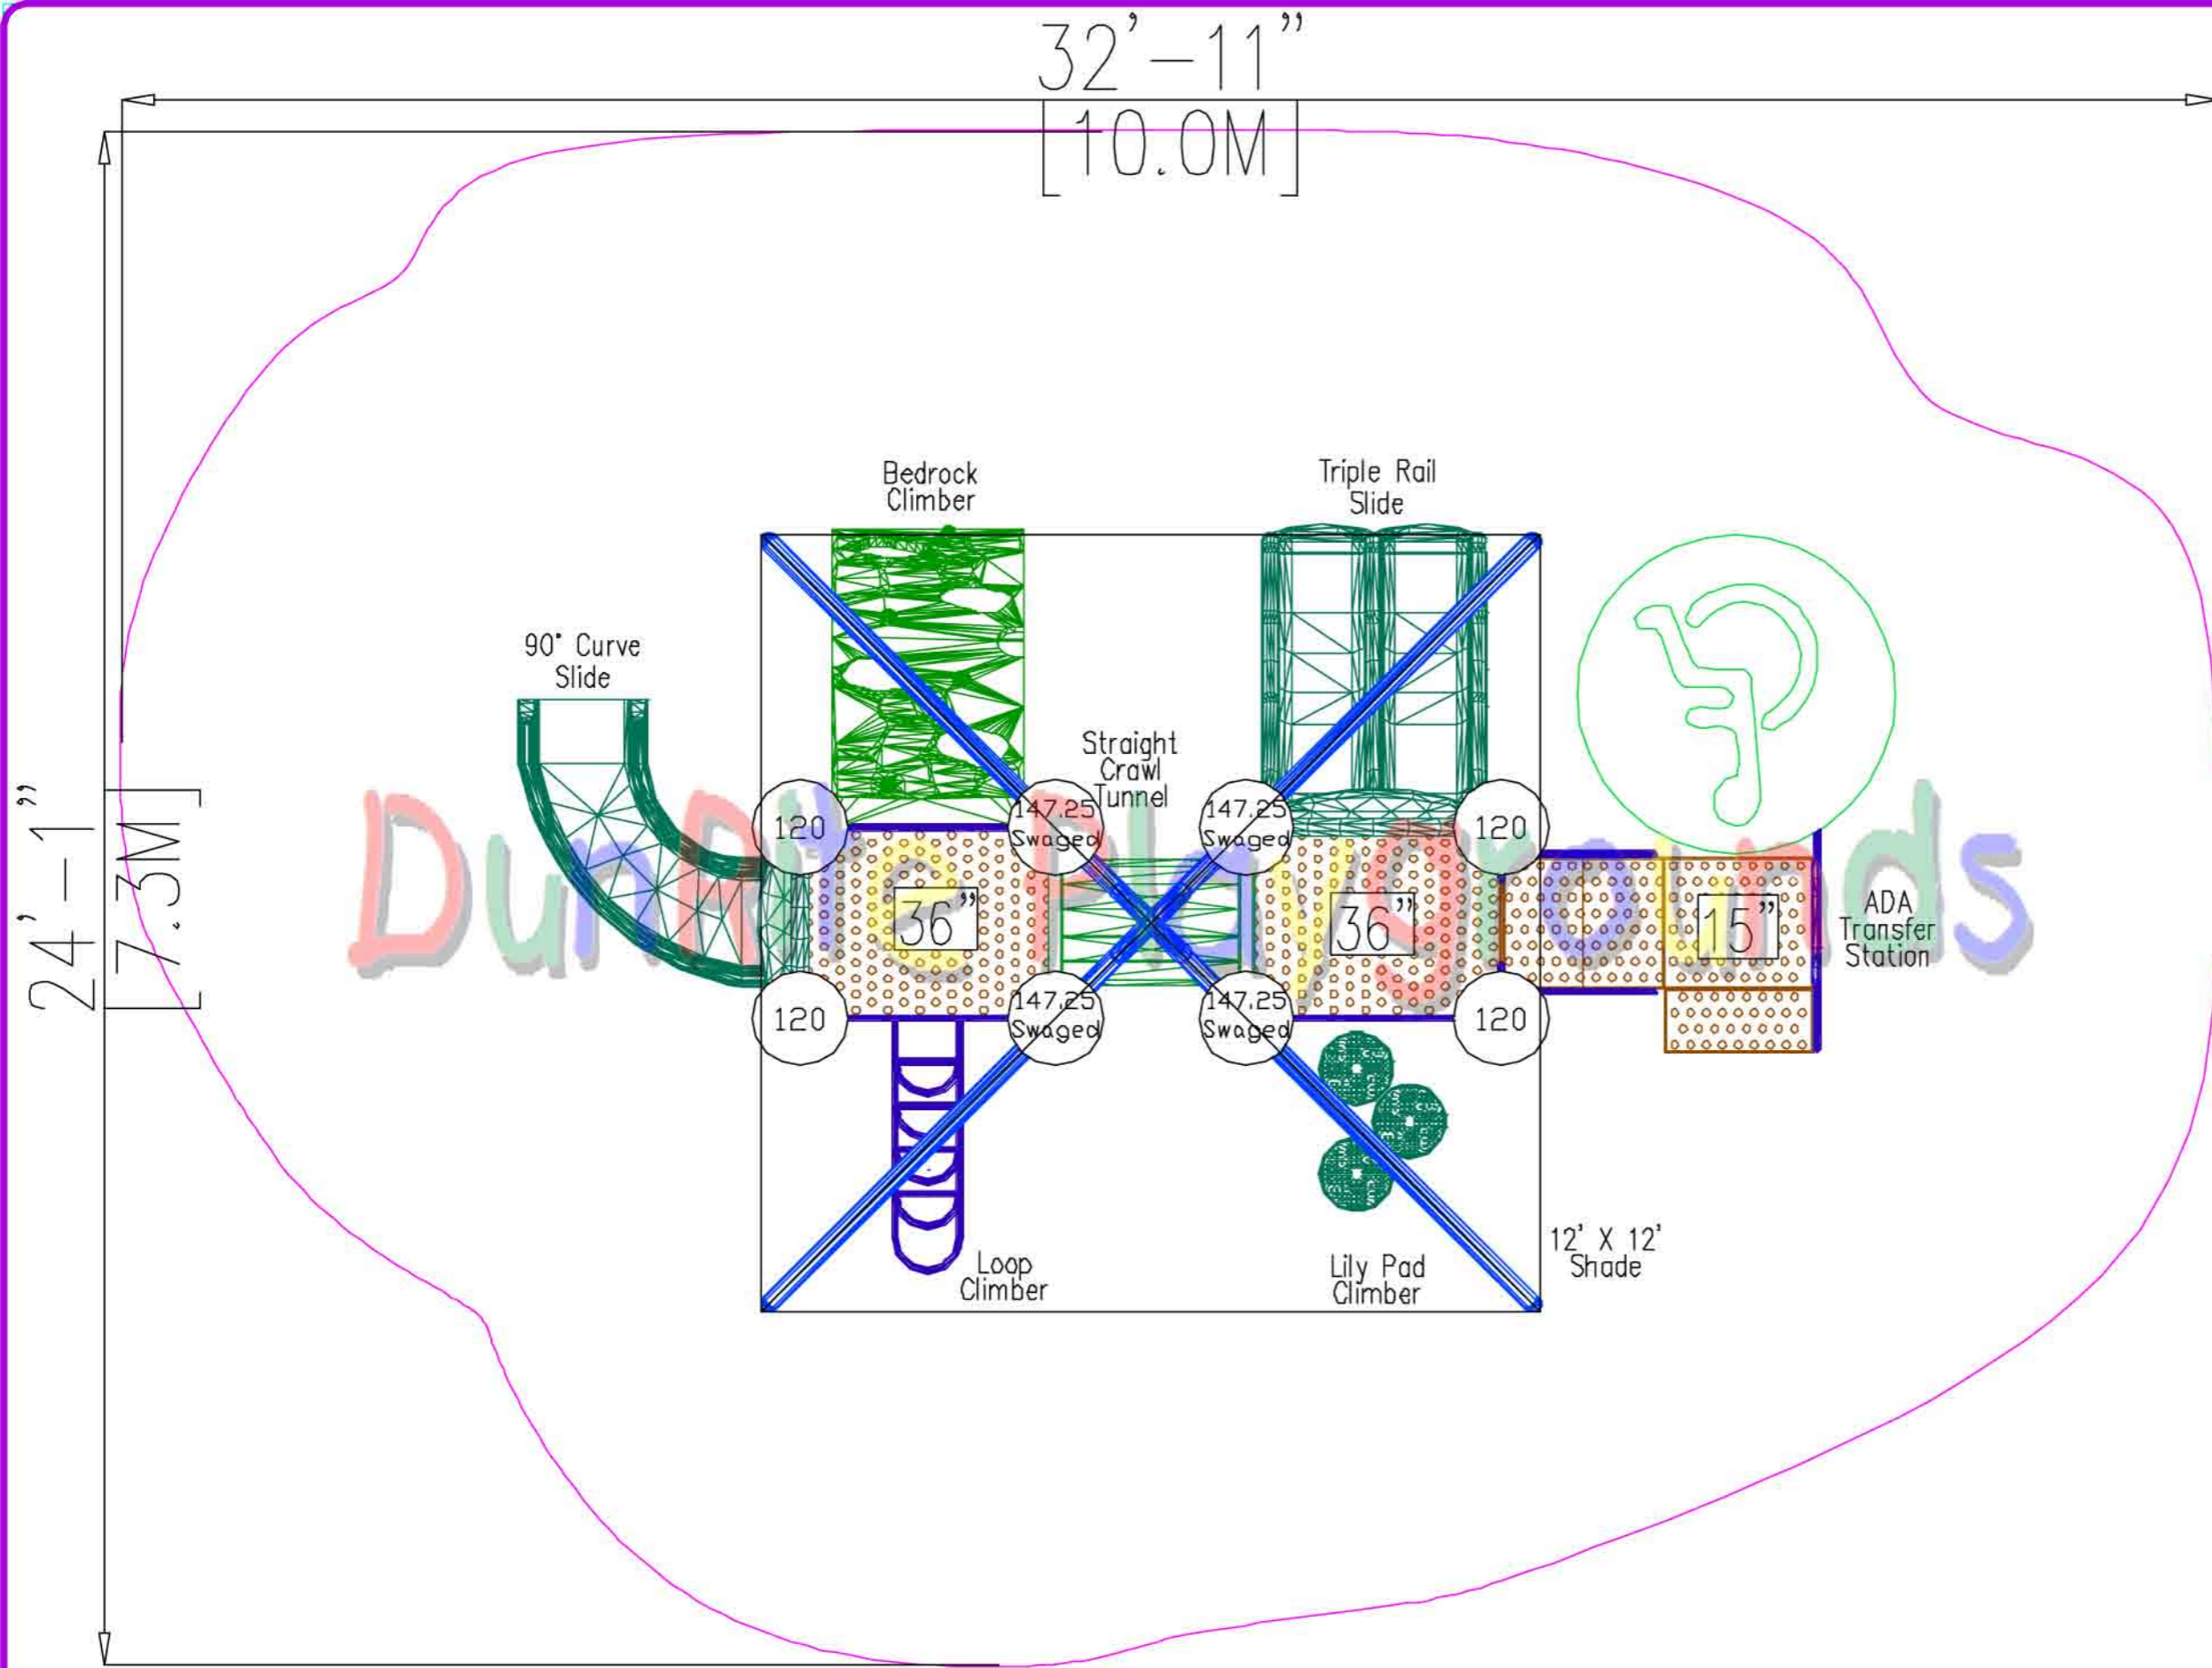 32'-11"
[10.0M]
24'-1"
[7.3M]
Bedrock
Climber
Triple Rail
Slide
90° Curve
Slide
Straight
Crawl
Tunnel
120
147.25
Swaged
147.25
Swaged
120
DunRite Playgrounds
36"
36"
15"
ADA
Transfer
Station
120
147.25
Swaged
147.25
Swaged
120
Loop
Climber
Lily Pad
Climber
12' X 12'
Shade